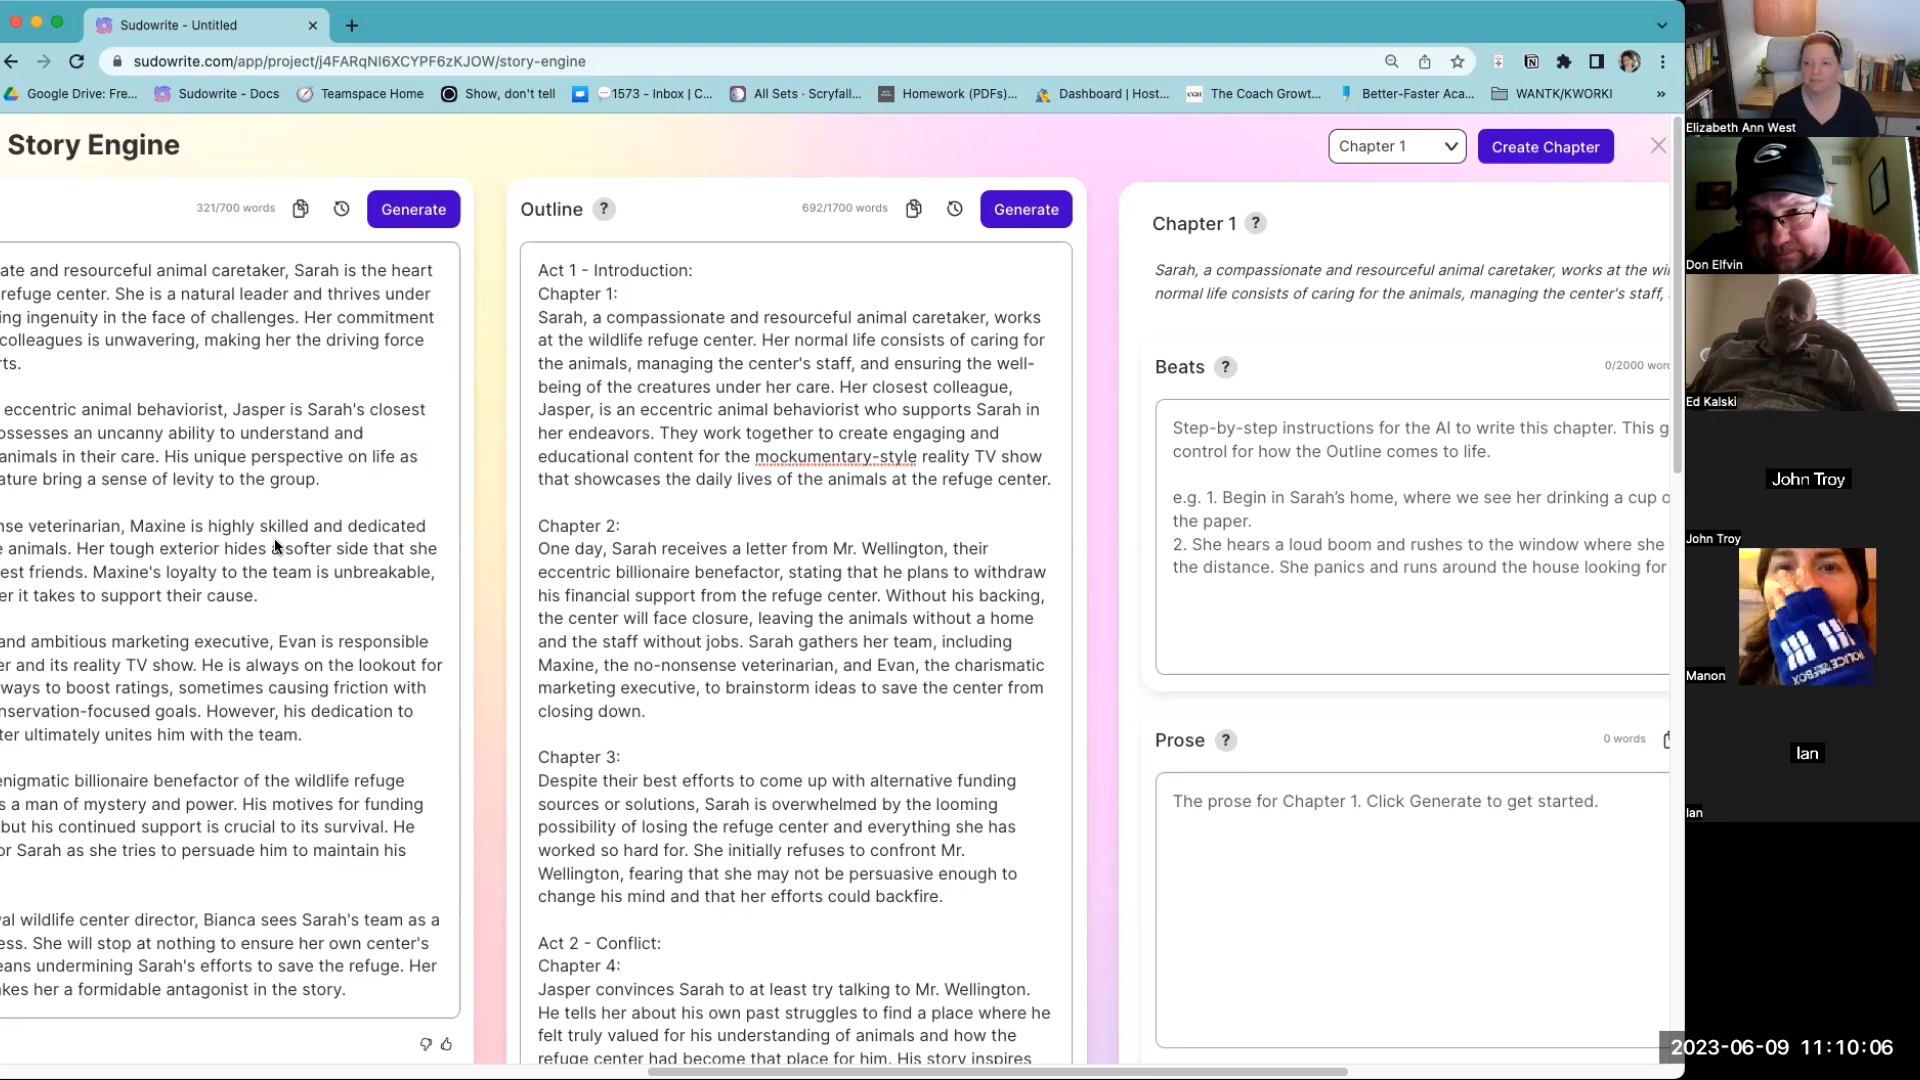 Sudowrite - Untitled
sudowrite.com/app/project/j4FARqNI6XCYPF6zKJOW/story-engine
Google Drive: Fre...
Sudowrite - Docs
Teamspace Home
Show, don't tell
1573 - Inbox | C...
All Sets - Scryfall...
Homework (PDFs)...
Dashboard | Host...
The Coach Growt...
Better-Faster Aca...
WANTK/KWORKI
Story Engine
Chapter 1
Create Chapter
321/700 words
Generate
ate and resourceful animal caretaker, Sarah is the heart
refuge center. She is a natural leader and thrives under
ing ingenuity in the face of challenges. Her commitment
colleagues is unwavering, making her the driving force
rts.
eccentric animal behaviorist, Jasper is Sarah's closest
ossesses an uncanny ability to understand and
animals in their care. His unique perspective on life as
ature bring a sense of levity to the group.
nse veterinarian, Maxine is highly skilled and dedicated
e animals. Her tough exterior hides a softer side that she
est friends. Maxine's loyalty to the team is unbreakable,
er it takes to support their cause.
and ambitious marketing executive, Evan is responsible
er and its reality TV show. He is always on the lookout for
ways to boost ratings, sometimes causing friction with
nservation-focused goals. However, his dedication to
ter ultimately unites him with the team.
enigmatic billionaire benefactor of the wildlife refuge
s a man of mystery and power. His motives for funding
but his continued support is crucial to its survival. He
or Sarah as she tries to persuade him to maintain his
val wildlife center director, Bianca sees Sarah's team as a
ess. She will stop at nothing to ensure her own center's
eans undermining Sarah's efforts to save the refuge. Her
akes her a formidable antagonist in the story.
Outline ?
692/1700 words
Generate
Act 1 - Introduction:
Chapter 1:
Sarah, a compassionate and resourceful animal caretaker, works
at the wildlife refuge center. Her normal life consists of caring for
the animals, managing the center's staff, and ensuring the well-
being of the creatures under her care. Her closest colleague,
Jasper, is an eccentric animal behaviorist who supports Sarah in
her endeavors. They work together to create engaging and
educational content for the mockumentary-style reality TV show
that showcases the daily lives of the animals at the refuge center.
Chapter 2:
One day, Sarah receives a letter from Mr. Wellington, their
eccentric billionaire benefactor, stating that he plans to withdraw
his financial support from the refuge center. Without his backing,
the center will face closure, leaving the animals without a home
and the staff without jobs. Sarah gathers her team, including
Maxine, the no-nonsense veterinarian, and Evan, the charismatic
marketing executive, to brainstorm ideas to save the center from
closing down.
Chapter 3:
Despite their best efforts to come up with alternative funding
sources or solutions, Sarah is overwhelmed by the looming
possibility of losing the refuge center and everything she has
worked so hard for. She initially refuses to confront Mr.
Wellington, fearing that she may not be persuasive enough to
change his mind and that her efforts could backfire.
Act 2 - Conflict:
Chapter 4:
Jasper convinces Sarah to at least try talking to Mr. Wellington.
He tells her about his own past struggles to find a place where he
felt truly valued for his understanding of animals and how the
refuge center had become that place for him. His story inspires
Chapter 1 ?
Sarah, a compassionate and resourceful animal caretaker, works at the wi
normal life consists of caring for the animals, managing the center's staff,
Beats ?
0/2000 word
Step-by-step instructions for the AI to write this chapter. This g
control for how the Outline comes to life.
e.g. 1. Begin in Sarah's home, where we see her drinking a cup o
the paper.
2. She hears a loud boom and rushes to the window where she
the distance. She panics and runs around the house looking for
Prose ?
0 words
The prose for Chapter 1. Click Generate to get started.
Elizabeth Ann West
Don Elfvin
Ed Kalski
John Troy
John Troy
POLICE BOX
Manon
Ian
Ian
2023-06-09 11:10:06